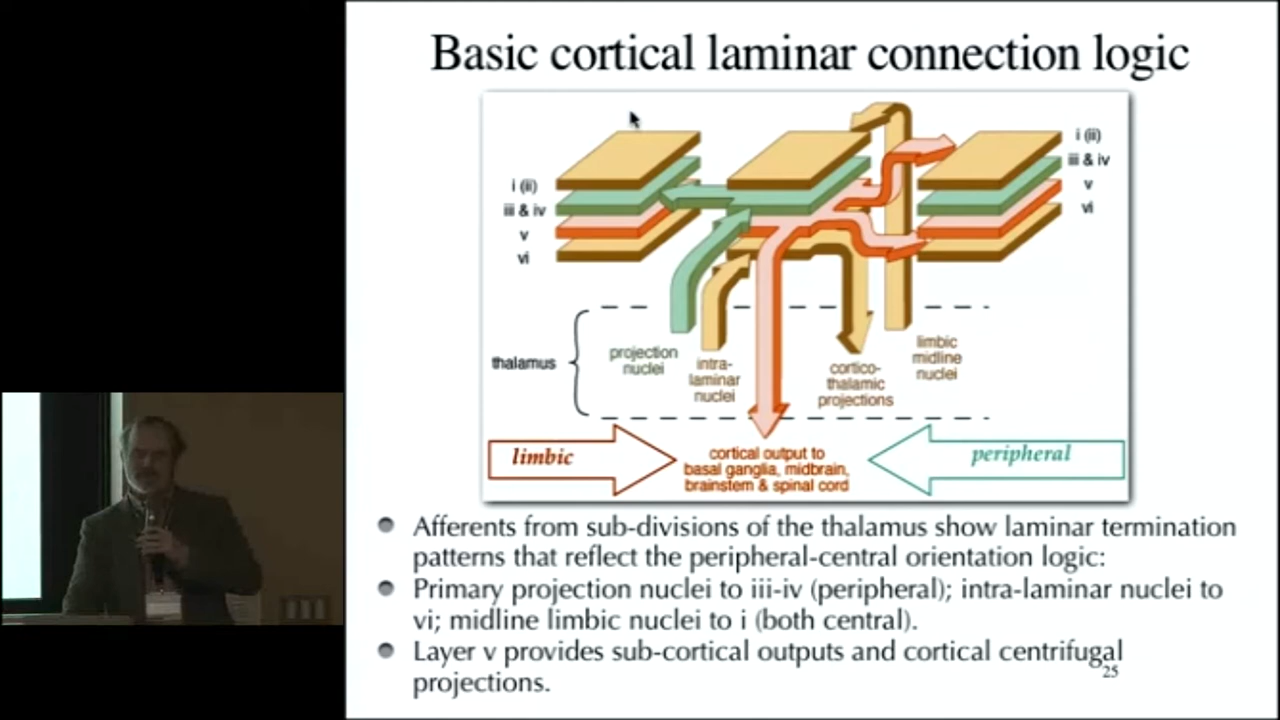 Basic cortical laminar connection logic
i (ii)
iii & iv
v
vi
i (ii)
iii & iv
v
vi
thalamus
projection
nuclei
intra-
laminar
nuclei
cortico-
thalamic
projections
limbic
midline
nuclei
limbic
cortical output to
basal ganglia, midbrain,
brainstem & spinal cord
peripheral
Afferents from sub-divisions of the thalamus show laminar termination
patterns that reflect the peripheral-central orientation logic:
Primary projection nuclei to iii-iv (peripheral); intra-laminar nuclei to
vi; midline limbic nuclei to i (both central).
Layer v provides sub-cortical outputs and cortical centrifugal
projections.
25